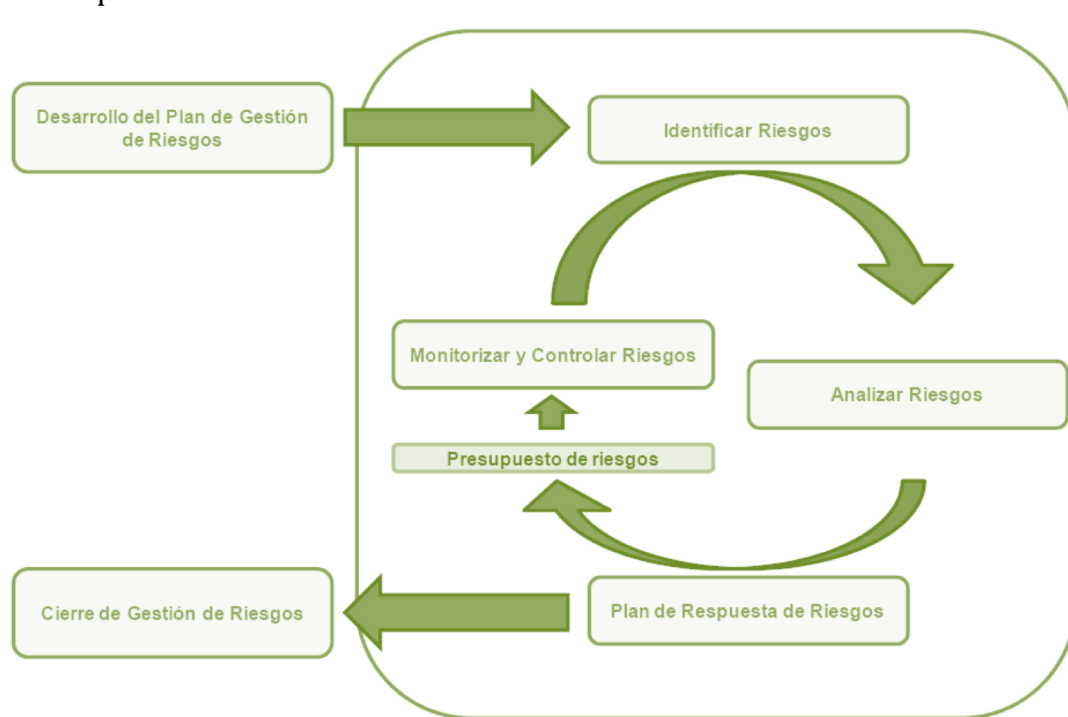 Desarrollo del Plan de Gestión
de Riesgos
Identificar Riesgos
Monitorizar y Controlar Riesgos
Analizar Riesgos
Presupuesto de riesgos
Cierre de Gestión de Riesgos
Plan de Respuesta de Riesgos